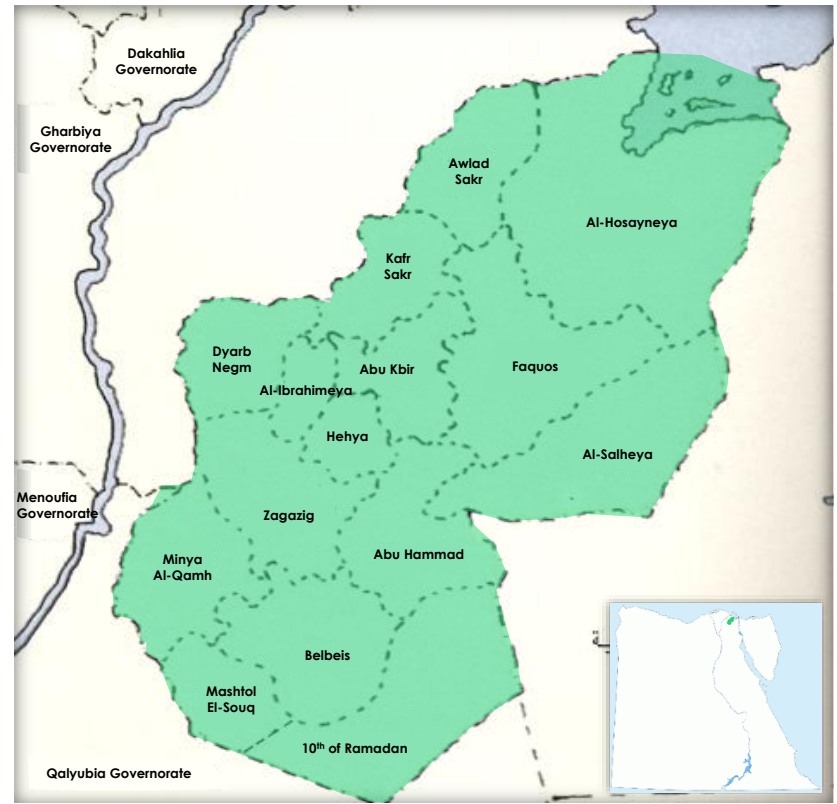 Dakahlia
Governorate
Gharbiya
Governorate
Awlad
Sakr
Al-Hosayneya
Kafr
Sakr
Dyarb
Negm
Abu Kbir
Faquos
Al-Ibrahimeya
Hehya
Al-Salheya
Menoufia
Governorate
Zagazig
Abu Hammad
Minya
Al-Qamh
Belbeis
Mashtol
El-Souq
10th of Ramadan
Qalyubia Governorate